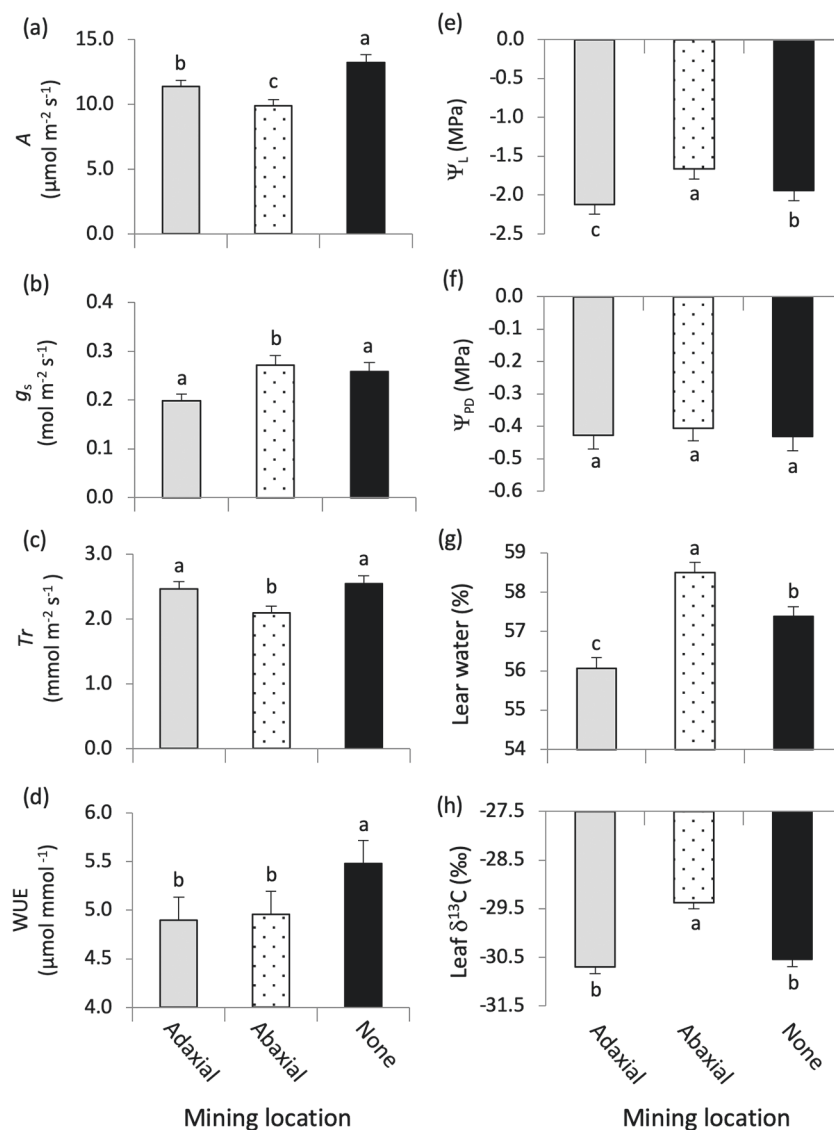 (a)
15.0
10.0
5.0
0.0
A
(μmol m-2 s-1)
b
c
a
(b)
0.4
0.3
0.2
0.1
0.0
gs
(mol m-2 s-1)
a
b
a
(c)
3.0
2.0
1.0
0.0
Tr
(mmol m-2 s-1)
a
b
a
(d)
6.0
5.5
5.0
4.5
4.0
WUE
(μmol mmol -1)
b
b
a
Adaxial
Abaxial
None
Mining location
(e)
0.0
-0.5
-1.0
-1.5
-2.0
-2.5
ΨL (MPa)
c
a
b
(f)
0.0
-0.1
-0.2
-0.3
-0.4
-0.5
-0.6
ΨPD (MPa)
a
a
a
(g)
59
58
57
56
55
54
Lear water (%)
c
a
b
(h)
-27.5
-28.5
-29.5
-30.5
-31.5
Leaf δ13C (‰)
b
a
b
Adaxial
Abaxial
None
Mining location